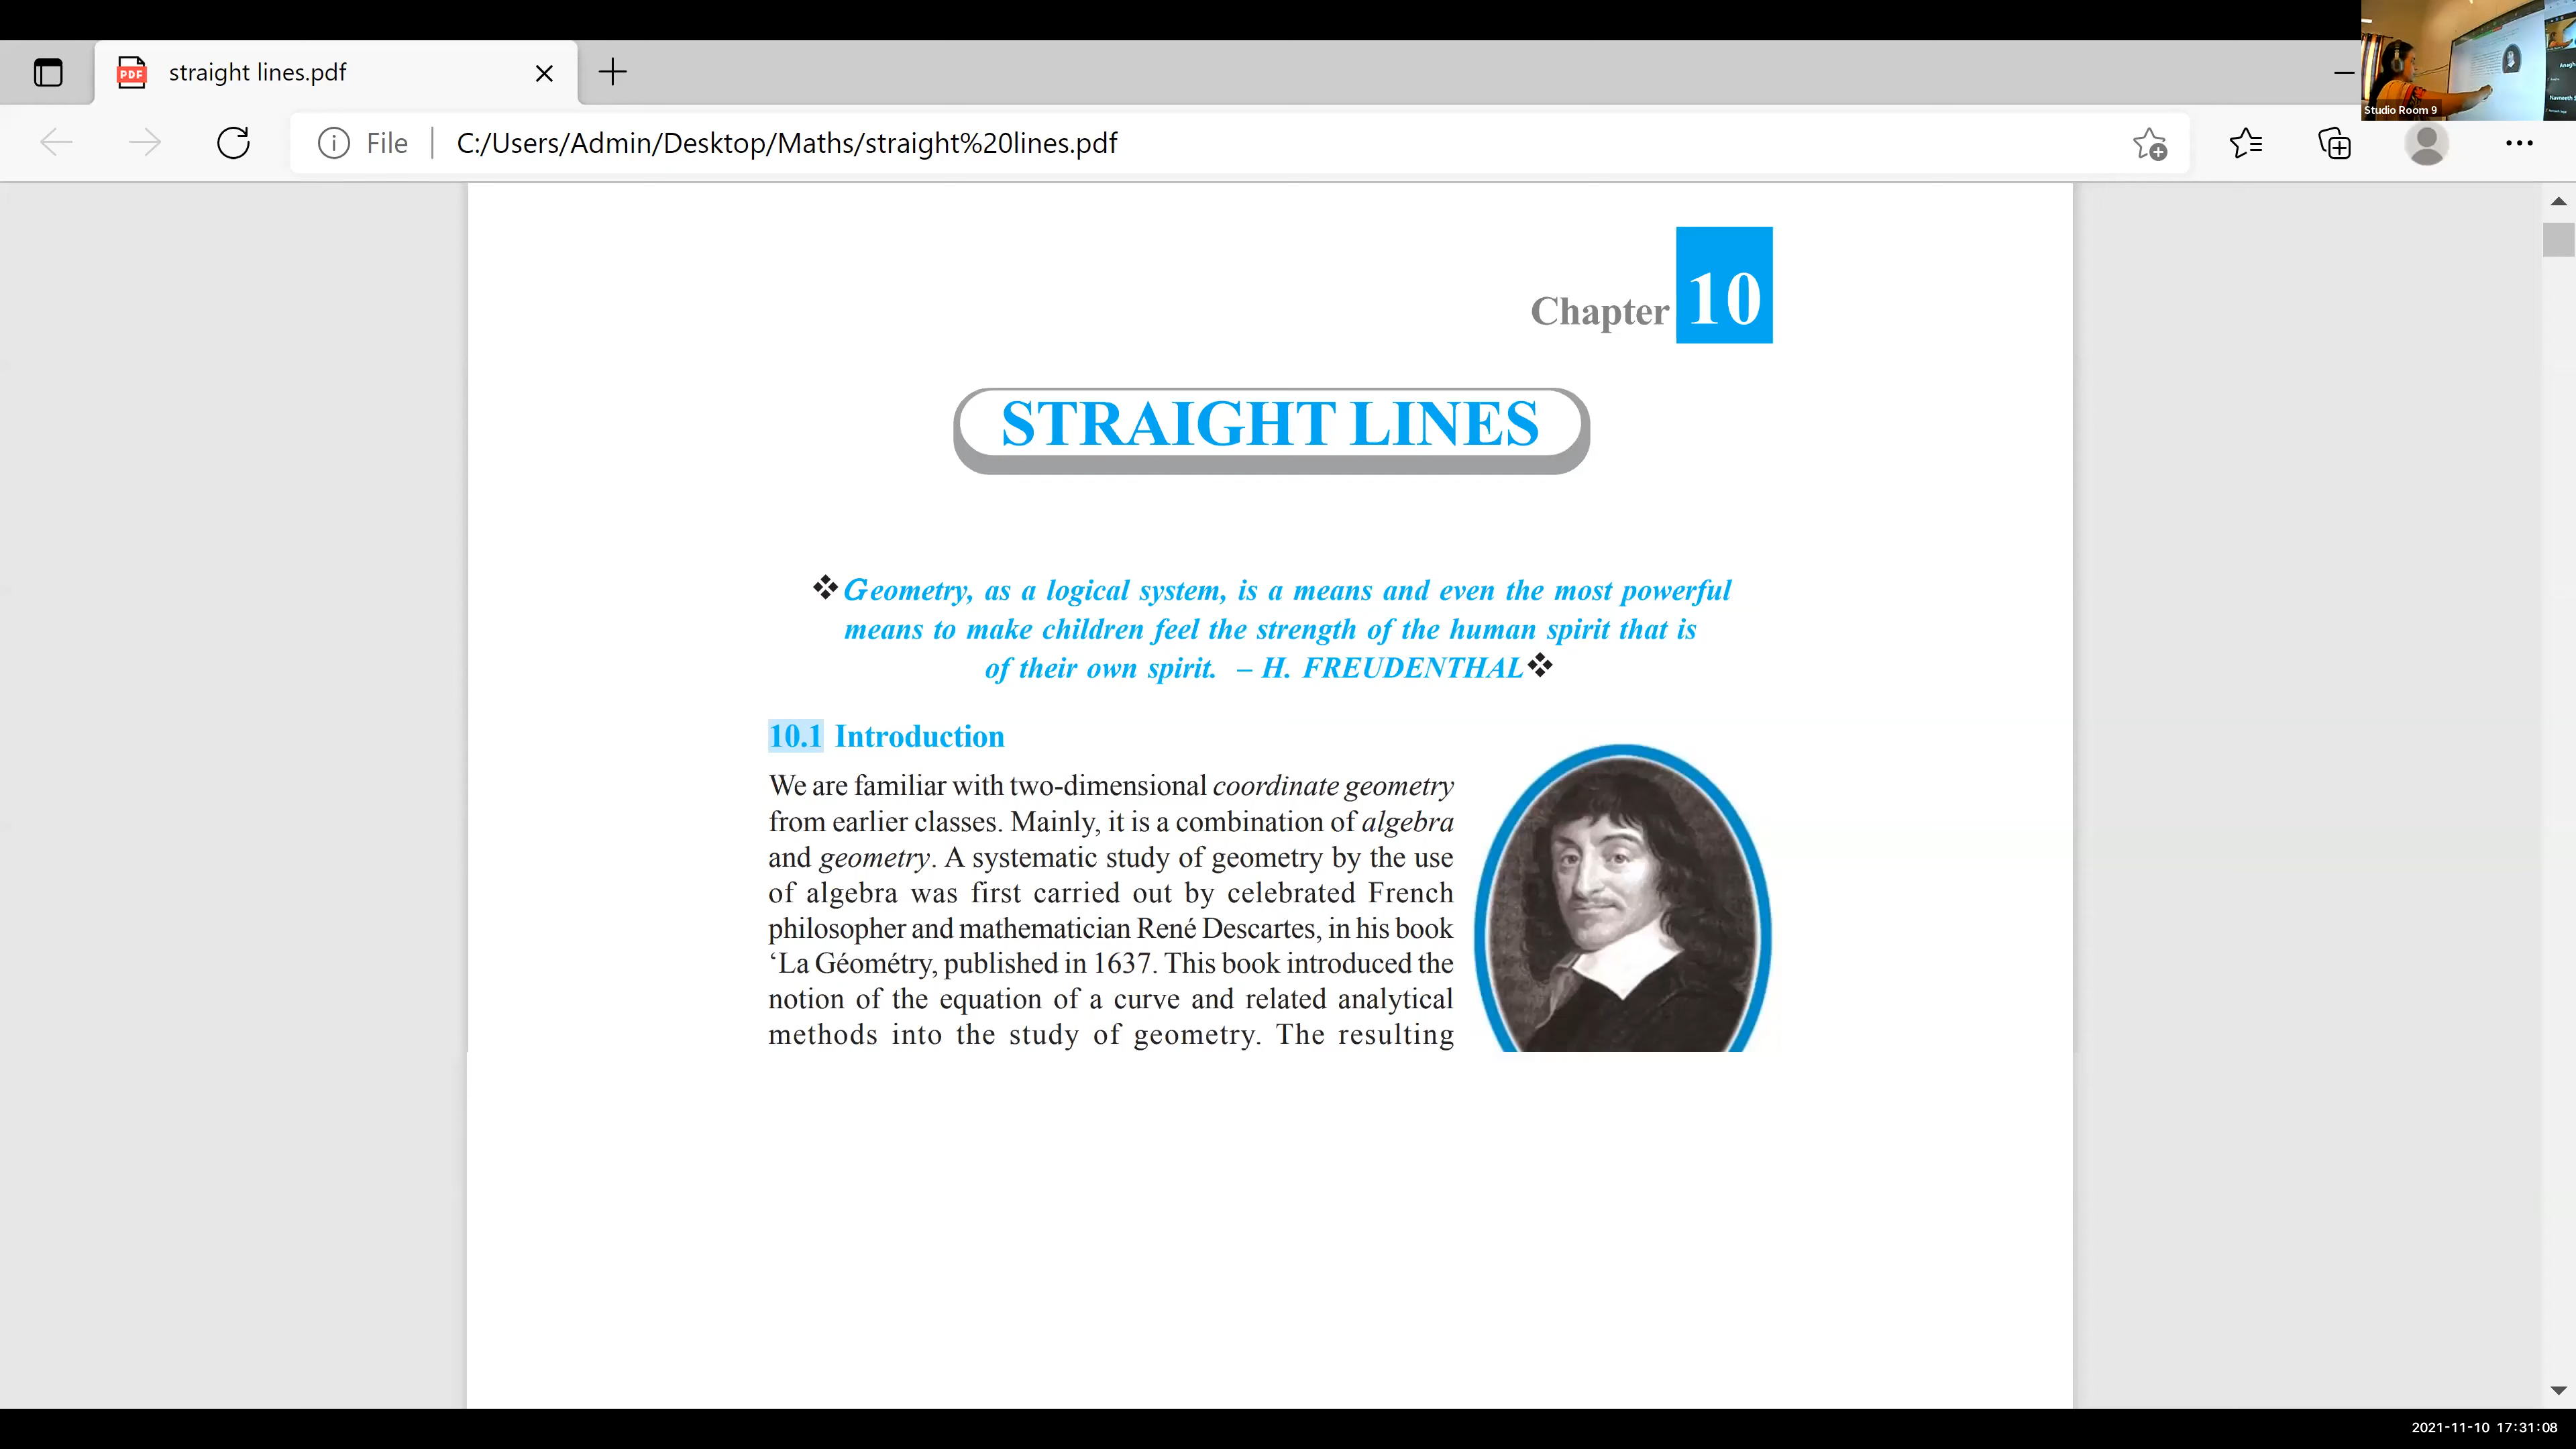 straight lines.pdf
PDF
File
C:/Users/Admin/Desktop/Maths/straight%20lines.pdf
Studio Room 9
Chapter 10
STRAIGHT LINES
Geometry, as a logical system, is a means and even the most powerful
means to make children feel the strength of the human spirit that is
of their own spirit. – H. FREUDENTHAL
10.1 Introduction
We are familiar with two-dimensional coordinate geometry
from earlier classes. Mainly, it is a combination of algebra
and geometry. A systematic study of geometry by the use
of algebra was first carried out by celebrated French
philosopher and mathematician René Descartes, in his book
‘La Géométry, published in 1637. This book introduced the
notion of the equation of a curve and related analytical
methods into the study of geometry. The resulting
2021-11-10 17:31:08